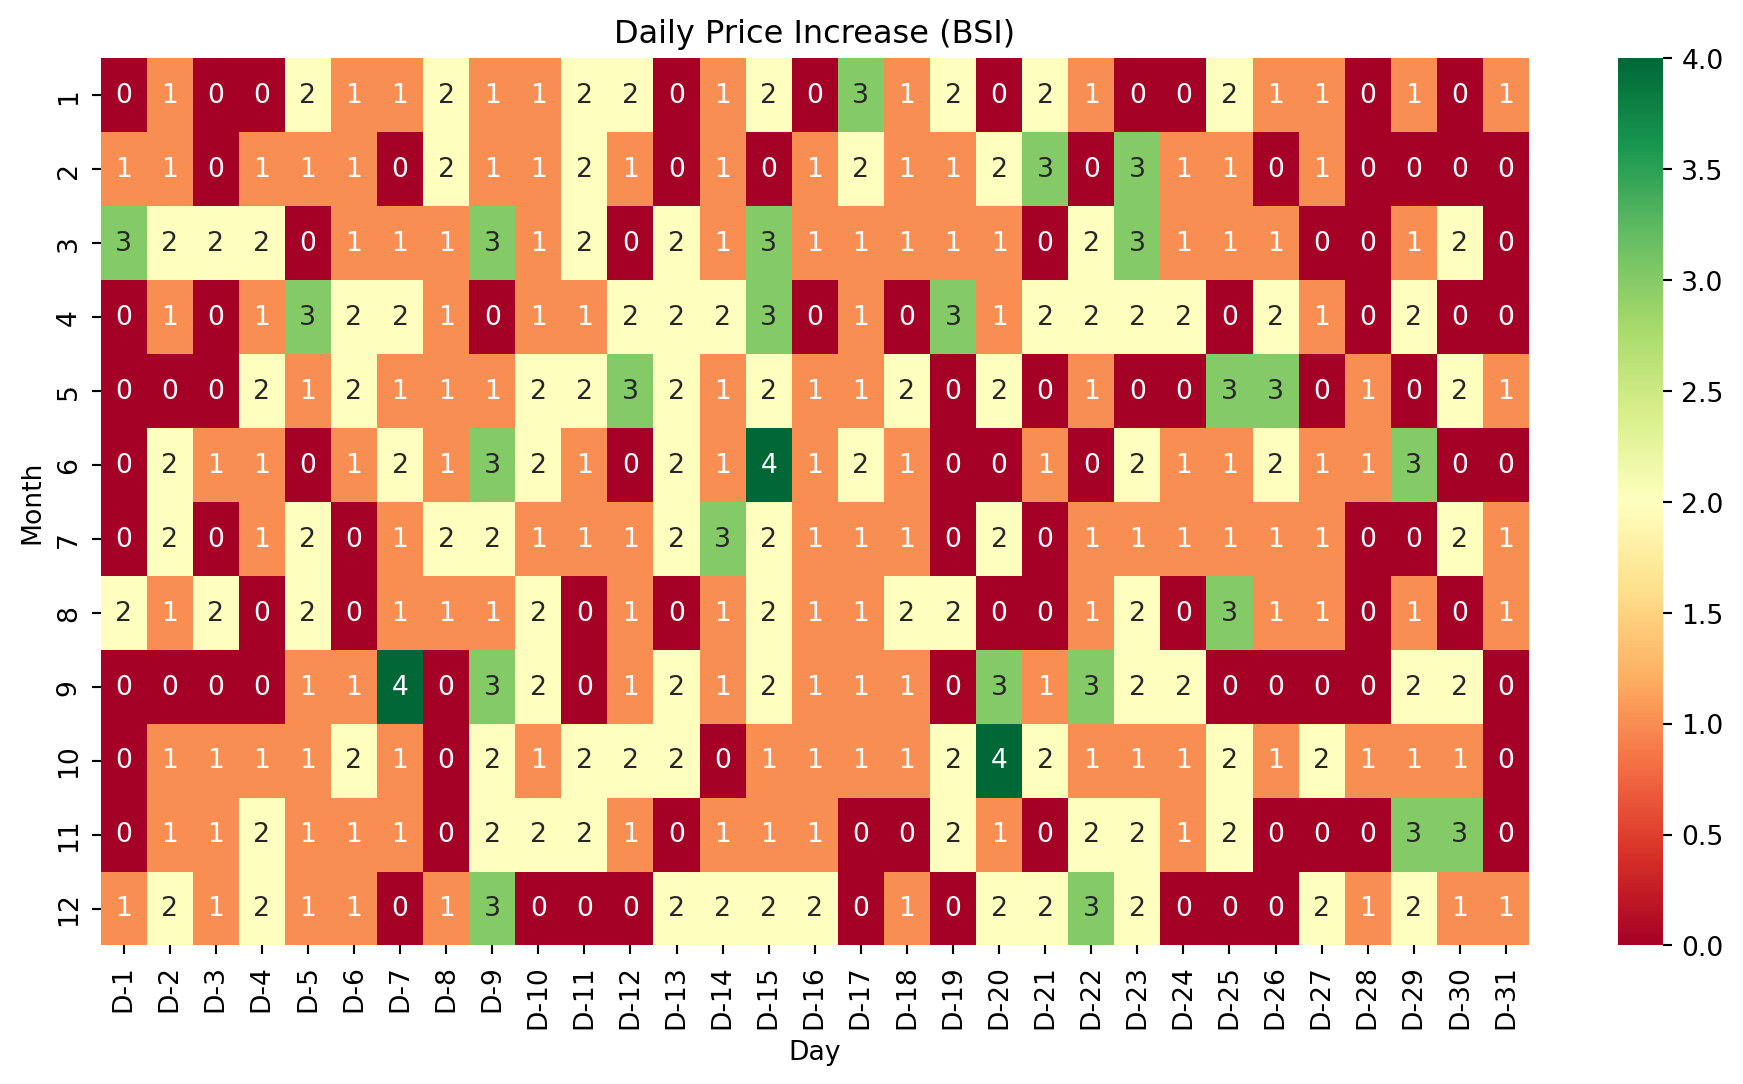 Daily Price Increase (BSI)
1 0 1 0 0 2 1 1 2 1 1 2 2 0 1 2 0 3 1 2 0 2 1 0 0 2 1 1 0 1 0 1
2 1 1 0 1 1 1 0 2 1 1 2 1 0 1 0 1 2 1 1 2 3 0 3 1 1 0 1 0 0 0 0
3 3 2 2 2 0 1 1 1 3 1 2 0 2 1 3 1 1 1 1 1 0 2 3 1 1 1 0 0 1 2 0
4 0 1 0 1 3 2 2 1 0 1 1 2 2 2 3 0 1 0 3 1 2 2 2 2 0 2 1 0 2 0 0
5 0 0 0 2 1 2 1 1 1 2 2 3 2 1 2 1 1 2 0 2 0 1 0 0 3 3 0 1 0 2 1
6 0 2 1 1 0 1 2 1 3 2 1 0 2 1 4 1 2 1 0 0 1 0 2 1 1 2 1 1 3 0 0
7 0 2 0 1 2 0 1 2 2 1 1 1 2 3 2 1 1 1 0 2 0 1 1 1 1 1 1 0 0 2 1
8 2 1 2 0 2 0 1 1 1 2 0 1 0 1 2 1 1 2 2 0 0 1 2 0 3 1 1 0 1 0 1
9 0 0 0 0 1 1 4 0 3 2 0 1 2 1 2 1 1 1 0 3 1 3 2 2 0 0 0 0 2 2 0
10 0 1 1 1 1 2 1 0 2 1 2 2 2 0 1 1 1 1 2 4 2 1 1 1 2 1 2 1 1 1 0
11 0 1 1 2 1 1 1 0 2 2 2 1 0 1 1 1 0 0 2 1 0 2 2 1 2 0 0 0 3 3 0
12 1 2 1 2 1 1 0 1 3 0 0 0 2 2 2 2 0 1 0 2 2 3 2 0 0 0 2 1 2 1 1
Month
D-1 D-2 D-3 D-4 D-5 D-6 D-7 D-8 D-9 D-10 D-11 D-12 D-13 D-14 D-15 D-16 D-17 D-18 D-19 D-20 D-21 D-22 D-23 D-24 D-25 D-26 D-27 D-28 D-29 D-30 D-31
Day
4.0
3.5
3.0
2.5
2.0
1.5
1.0
0.5
0.0